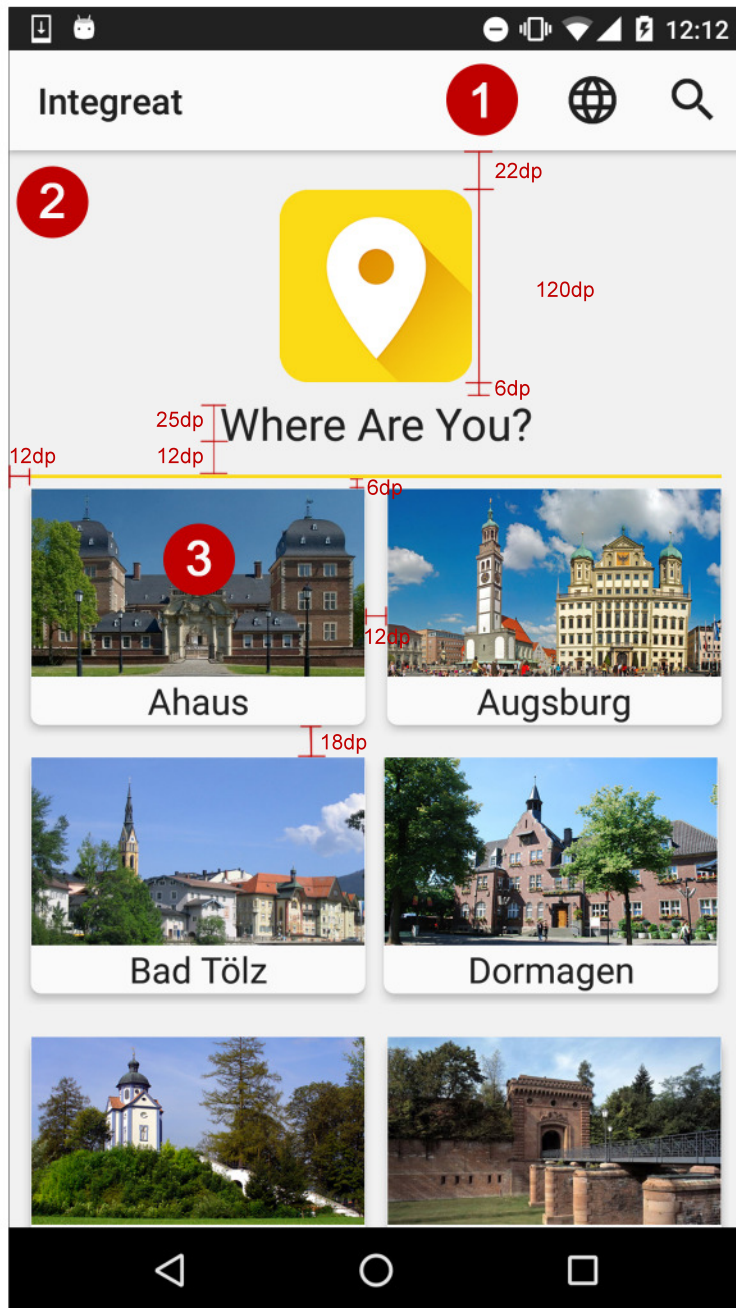 12:12
Integreat
1
2
22dp
120dp
6dp
Where Are You?
25dp
12dp
12dp
6dp
3
12dp
Ahaus
Augsburg
18dp
Bad Tölz
Dormagen